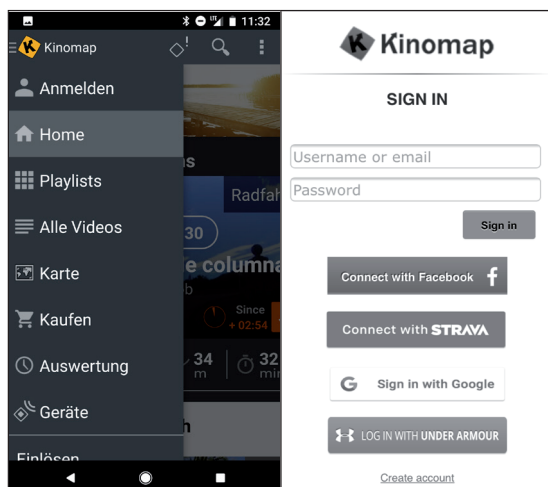 11:32
Kinomap
Anmelden
Home
Playlists
Alle Videos
Karte
Kaufen
Auswertung
Geräte
Einlösen
Radfah
30
e columna
Since
+ 02:54
34
m
32
min
h
Kinomap
SIGN IN
Username or email
Password
Sign in
Connect with Facebook
Connect with STRAVA
G Sign in with Google
LOG IN WITH UNDER ARMOUR
Create account